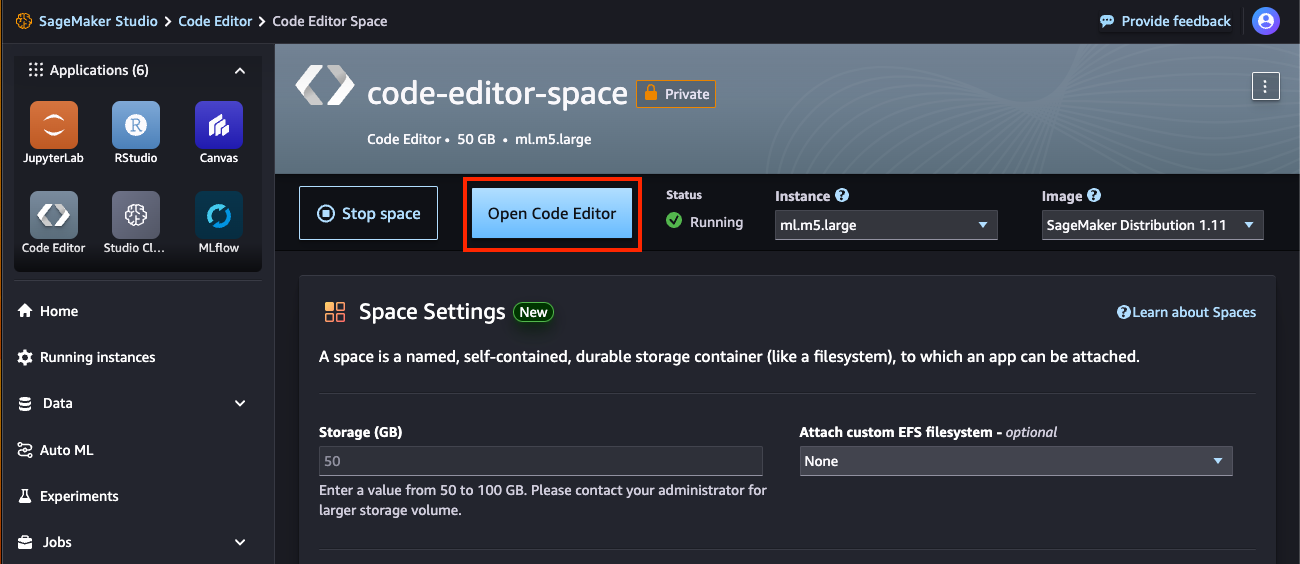 SageMaker Studio > Code Editor > Code Editor Space
Provide feedback
Applications (6)
JupyterLab
RStudio
Canvas
Code Editor
Studio Cl...
MLflow
Home
Running instances
Data
Auto ML
Experiments
Jobs
code-editor-space
Private
Code Editor • 50 GB • ml.m5.large
Stop space
Open Code Editor
Status
Running
Instance
ml.m5.large
Image
SageMaker Distribution 1.11
Space Settings
New
Learn about Spaces
A space is a named, self-contained, durable storage container (like a filesystem), to which an app can be attached.
Storage (GB)
50
Enter a value from 50 to 100 GB. Please contact your administrator for
larger storage volume.
Attach custom EFS filesystem - optional
None